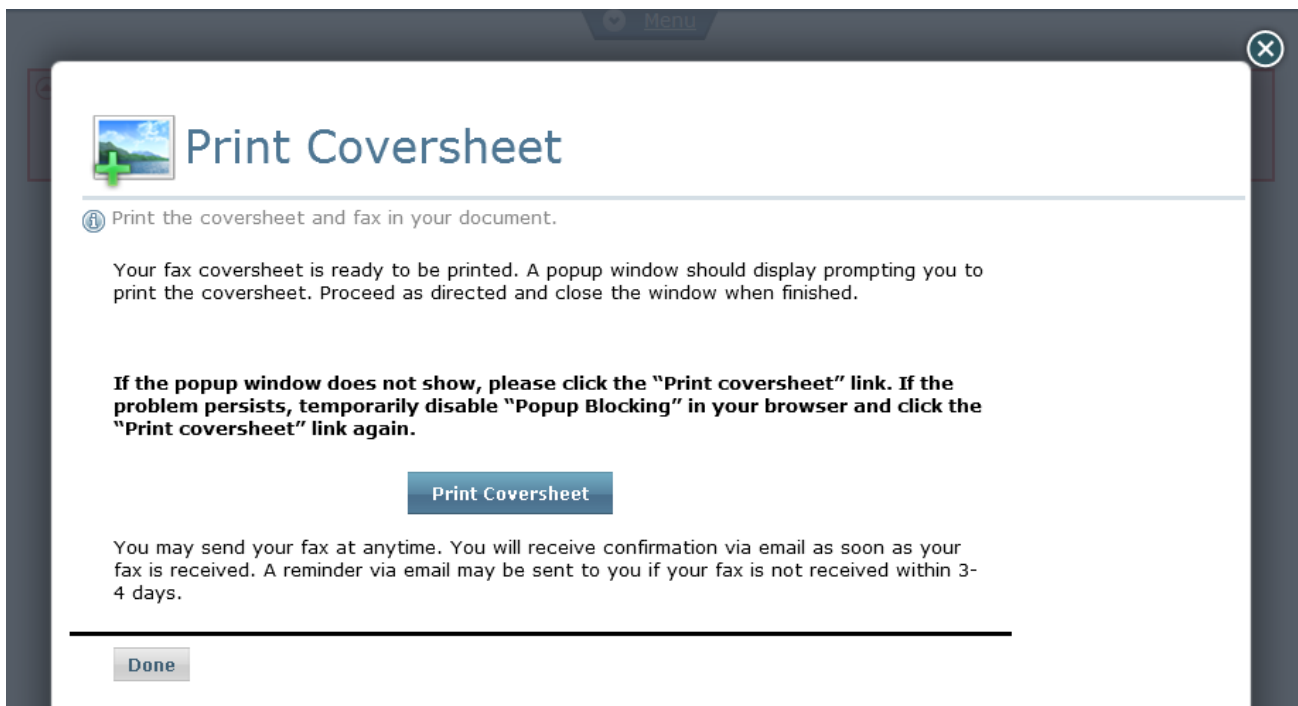 Menu
Print Coversheet
Print the coversheet and fax in your document.
Your fax coversheet is ready to be printed. A popup window should display prompting you to
print the coversheet. Proceed as directed and close the window when finished.
If the popup window does not show, please click the “Print coversheet” link. If the
problem persists, temporarily disable “Popup Blocking” in your browser and click the
“Print coversheet” link again.
Print Coversheet
You may send your fax at anytime. You will receive confirmation via email as soon as your
fax is received. A reminder via email may be sent to you if your fax is not received within 3-
4 days.
Done